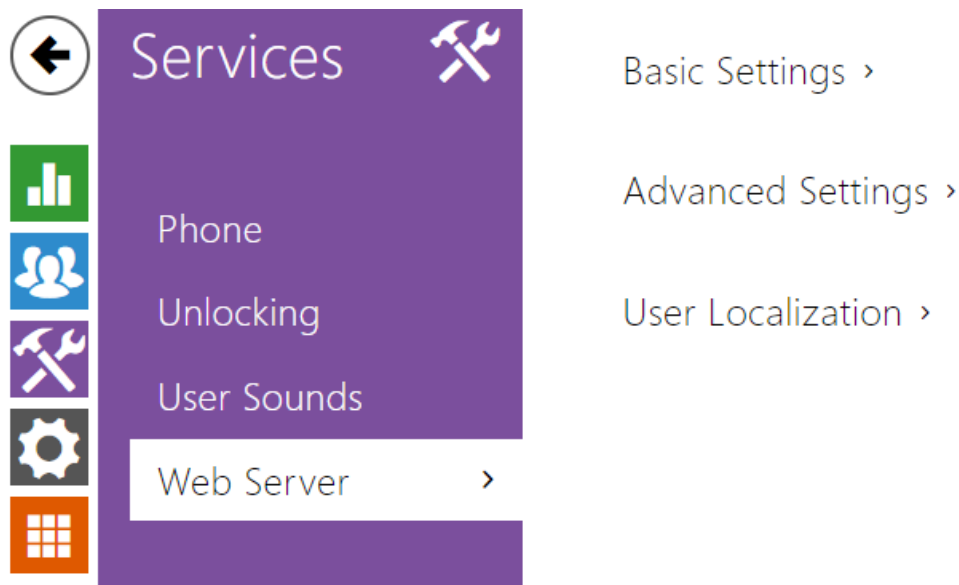 Services
Phone
Unlocking
User Sounds
Web Server
Basic Settings
Advanced Settings
User Localization